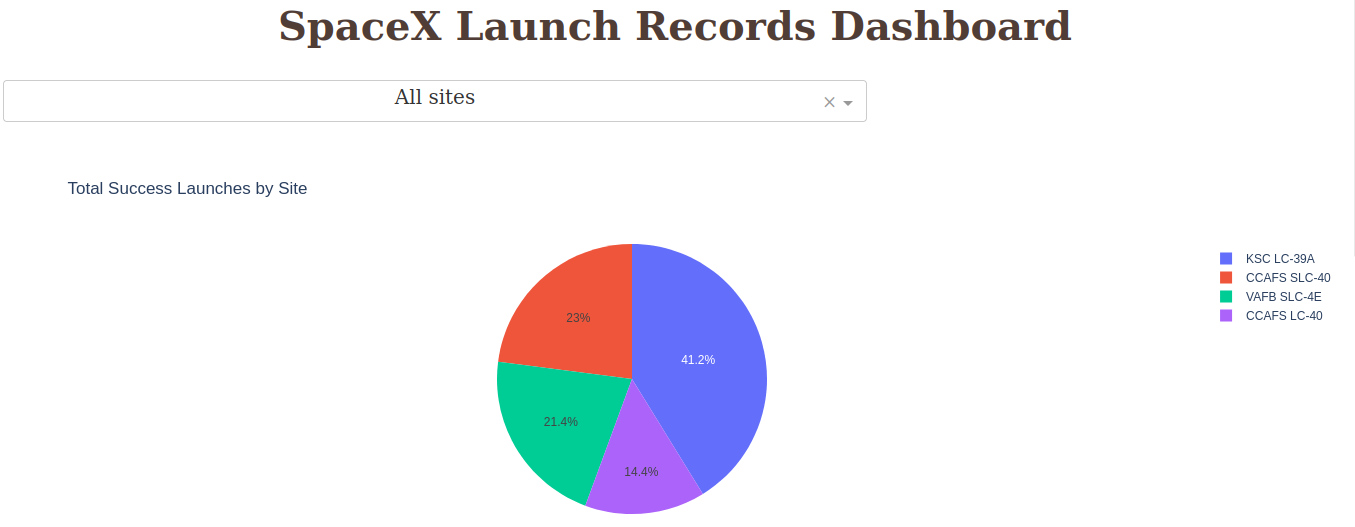 SpaceX Launch Records Dashboard
All sites
Total Success Launches by Site
KSC LC-39A
CCAFS SLC-40
VAFB SLC-4E
CCAFS LC-40
23%
41.2%
21.4%
14.4%